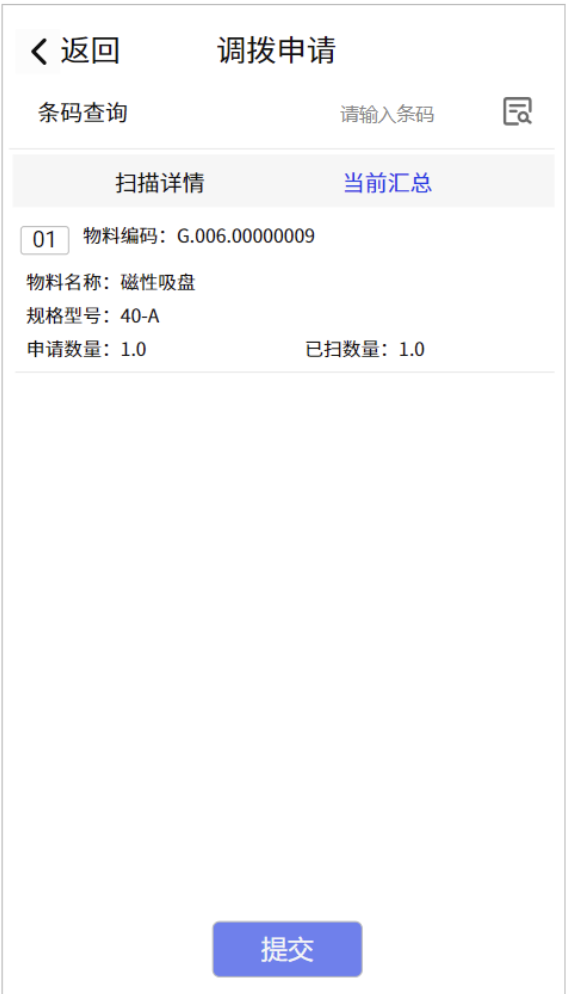 返回 调拨申请
条码查询 请输入条码
扫描详情 当前汇总
01 物料编码：G.006.00000009
物料名称：磁性吸盘
规格型号：40-A
申请数量：1.0 已扫数量：1.0
提交